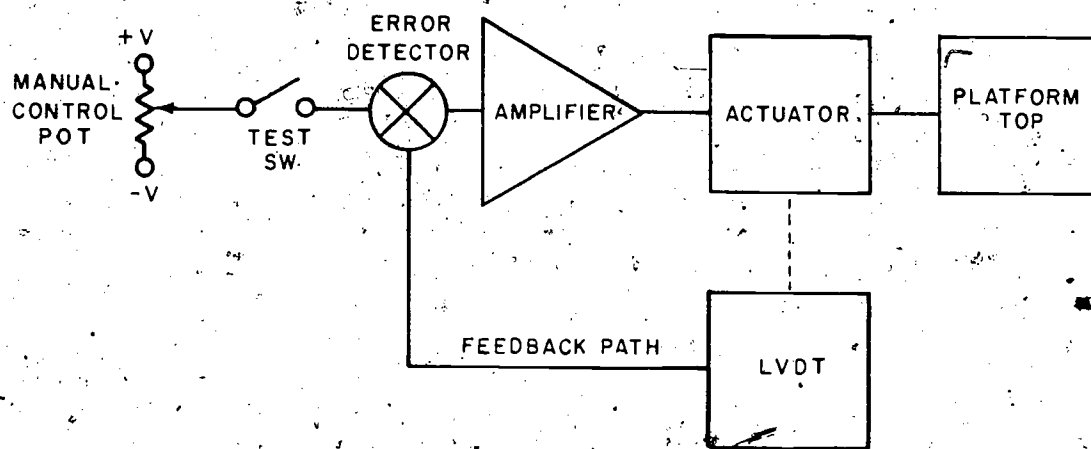 +V
MANUAL
CONTROL
POT
-V
TEST
SW.
ERROR
DETECTOR
AMPLIFIER
ACTUATOR
PLATFORM
TOP
FEEDBACK PATH
LVDT